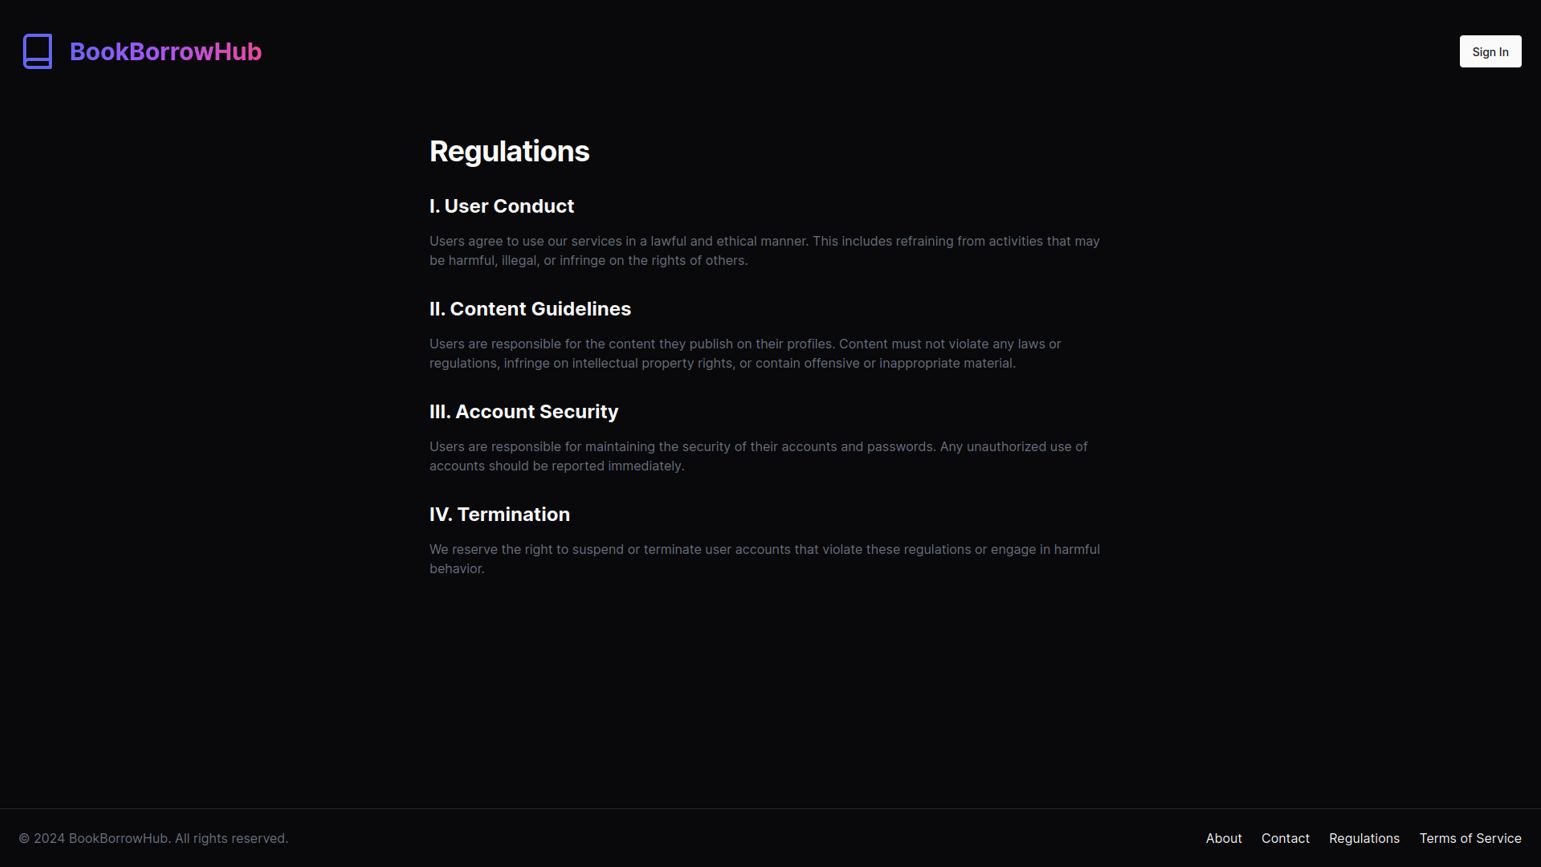 BookBorrowHub
Sign In
Regulations
I. User Conduct
Users agree to use our services in a lawful and ethical manner. This includes refraining from activities that may
be harmful, illegal, or infringe on the rights of others.
II. Content Guidelines
Users are responsible for the content they publish on their profiles. Content must not violate any laws or
regulations, infringe on intellectual property rights, or contain offensive or inappropriate material.
III. Account Security
Users are responsible for maintaining the security of their accounts and passwords. Any unauthorized use of
accounts should be reported immediately.
IV. Termination
We reserve the right to suspend or terminate user accounts that violate these regulations or engage in harmful
behavior.
© 2024 BookBorrowHub. All rights reserved.
About Contact Regulations Terms of Service